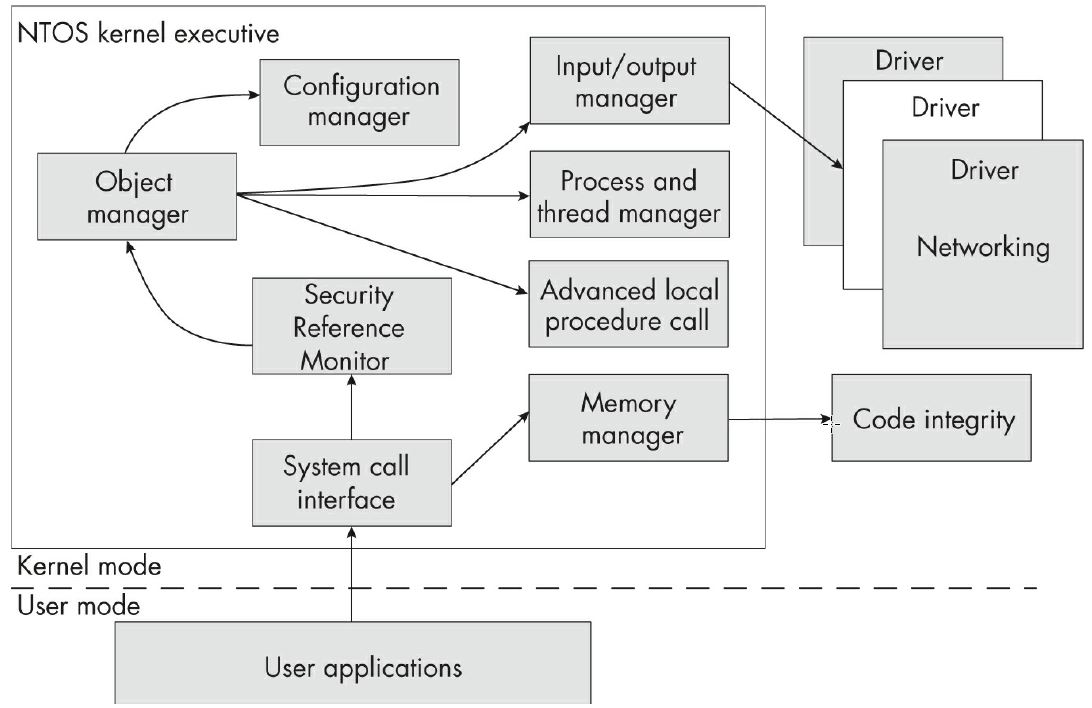 NTOS kernel executive
Configuration
manager
Input/output
manager
Driver
Driver
Driver
Networking
Object
manager
Process and
thread manager
Security
Reference
Monitor
Advanced local
procedure call
Memory
manager
Code integrity
System call
interface
Kernel mode
User mode
User applications